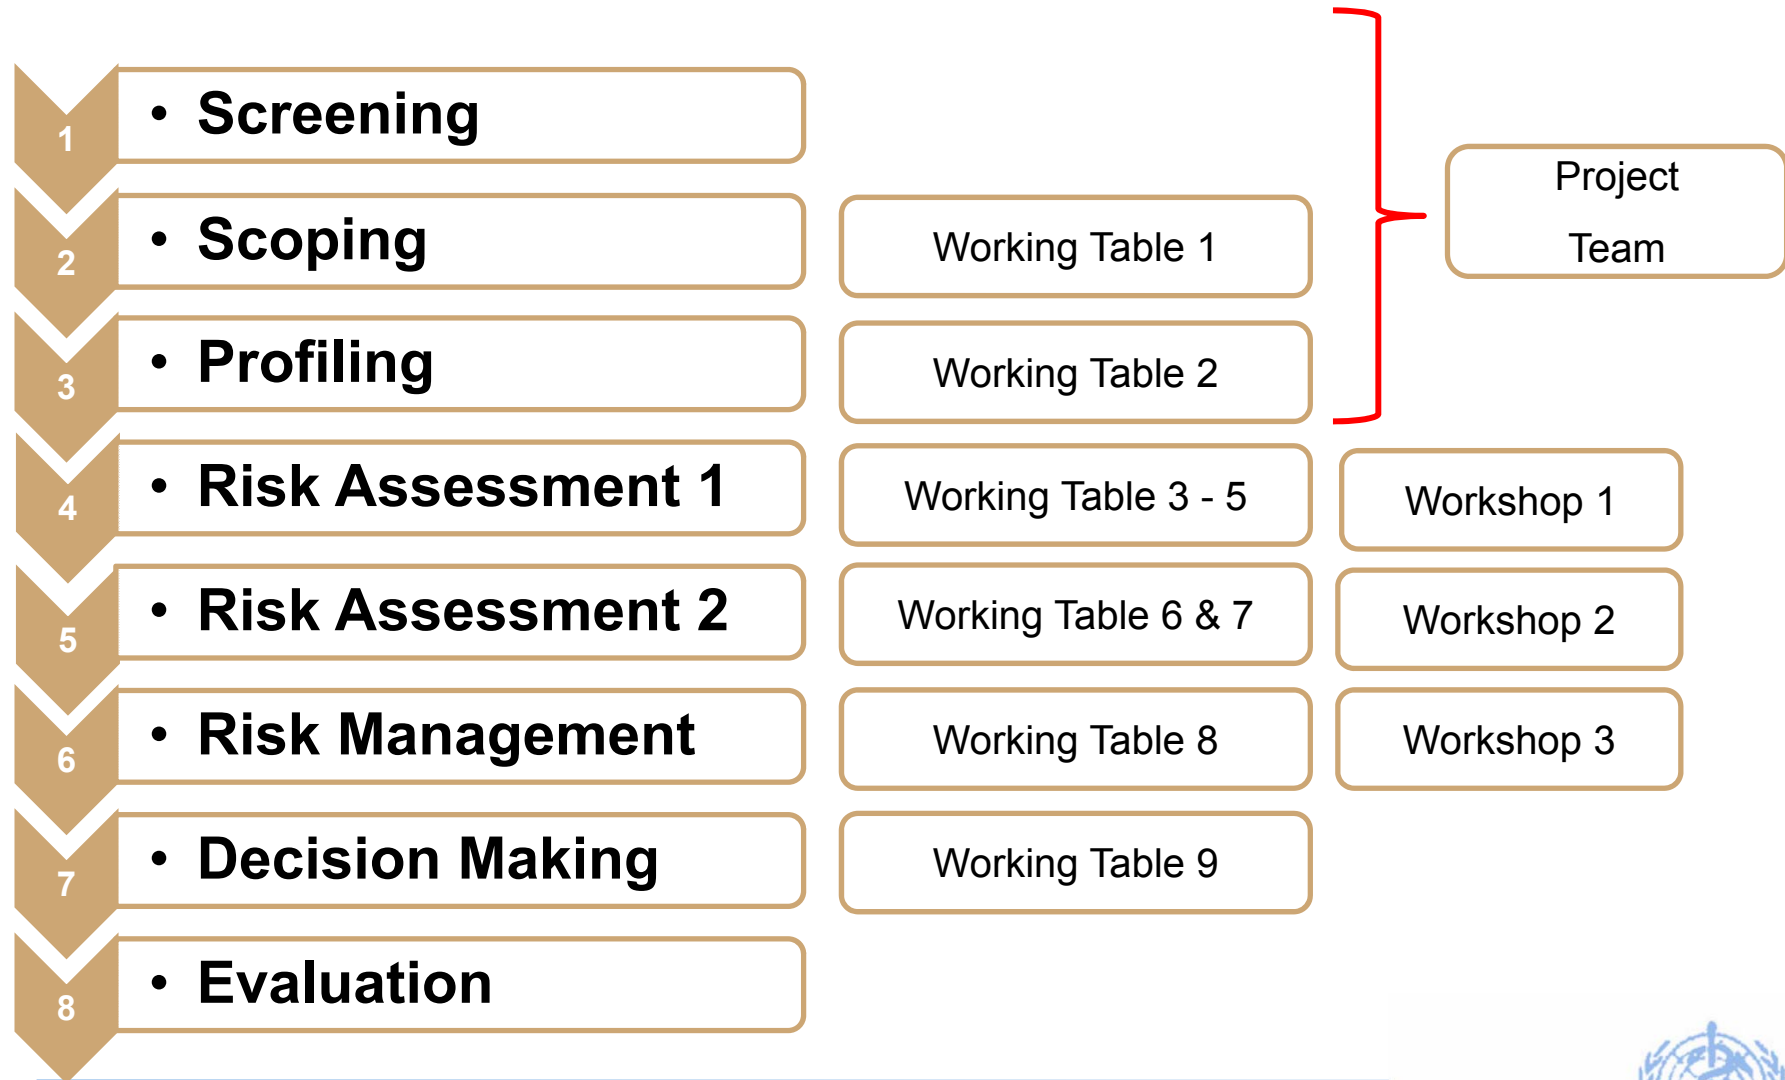 1
• Screening
2
• Scoping
Working Table 1
Project
Team
3
• Profiling
Working Table 2
4
• Risk Assessment 1
Working Table 3 - 5
Workshop 1
5
• Risk Assessment 2
Working Table 6 & 7
Workshop 2
6
• Risk Management
Working Table 8
Workshop 3
7
• Decision Making
Working Table 9
8
• Evaluation